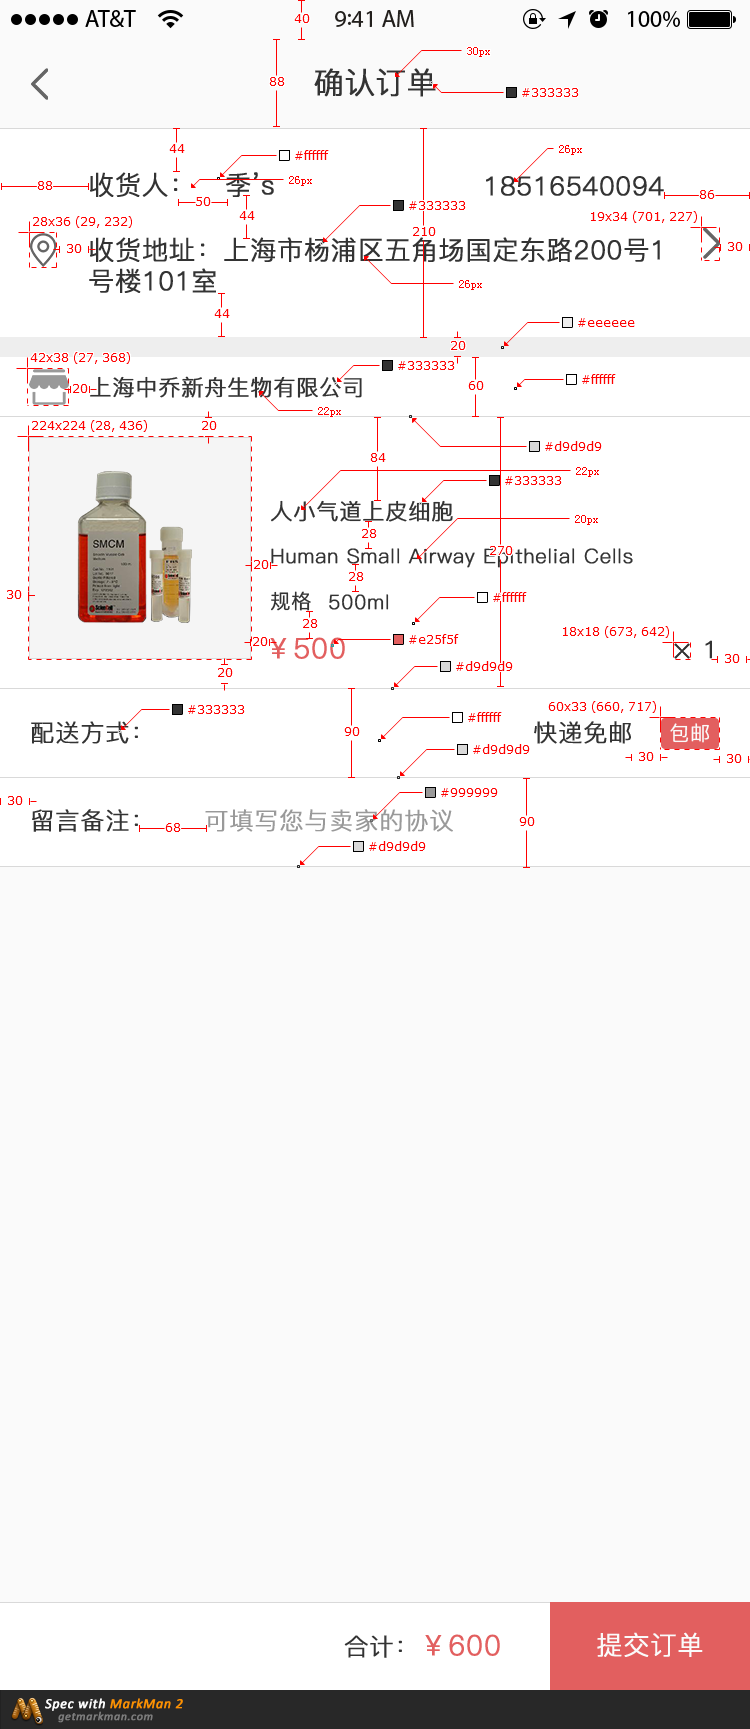 ●●●●● AT&T 9:41 AM 100%
40
88
确认订单
30px
#333333
44
#ffffff
26px
88
收货人： 季's
26px
50
18516540094
86
44
#333333
210
28x36 (29, 232)
19x34 (701, 227)
30
收货地址：上海市杨浦区五角场国定东路200号1
号楼101室
30
26px
44
#eeeeee
20
42x38 (27, 368)
#333333
60
#ffffff
20
上海中乔新舟生物有限公司
22px
224x224 (28, 436)
20
#d9d9d9
84
22px
#333333
人小气道上皮细胞
20px
28
SMCM
Human Small Airway Epithelial Cells
270
20
28
30
规格 500ml
#ffffff
28
20
￥500
#e25f5f
18x18 (673, 642)
× 1
30
20
#d9d9d9
#333333
60x33 (660, 717)
配送方式：
90
#ffffff
快递免邮
包邮
#d9d9d9
30
30
30
#999999
留言备注：
68
可填写您与卖家的协议
90
#d9d9d9
合计：￥600
提交订单
Spec with MarkMan 2
getmarkman.com